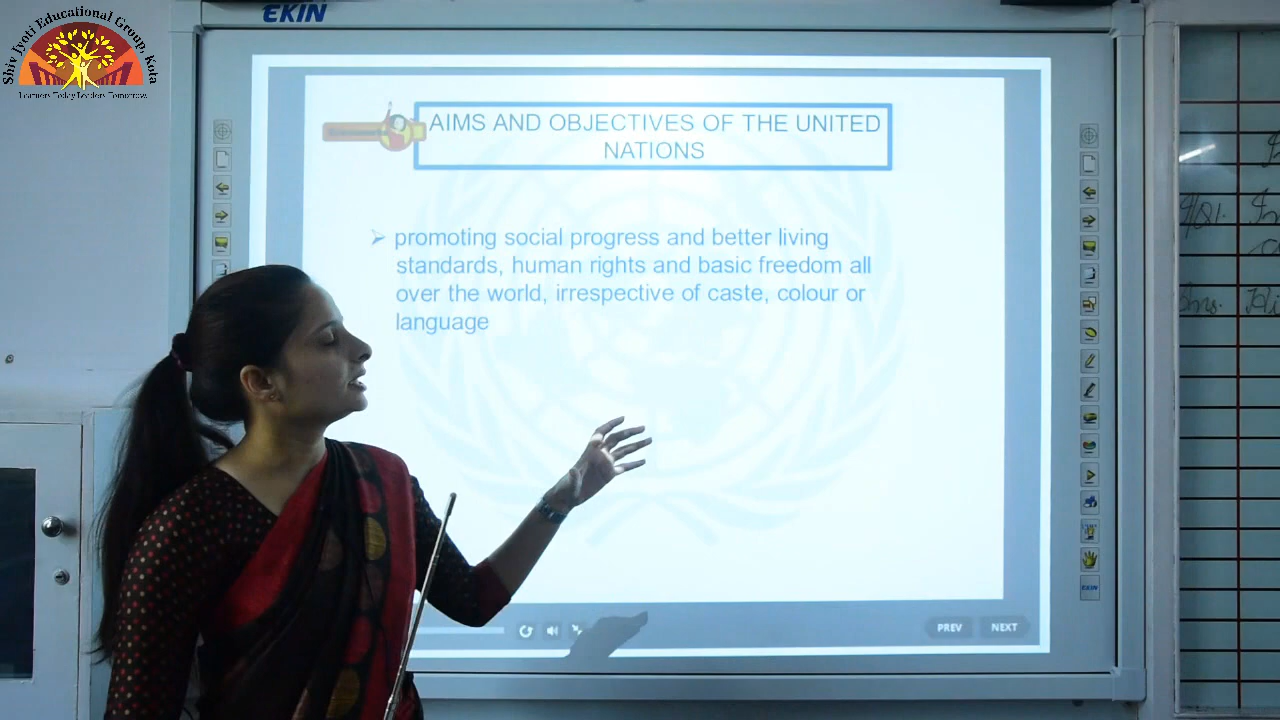 Shiv Jyoti Educational Group, Kota
Learners Today Leaders Tomorrow
EKIN
AIMS AND OBJECTIVES OF THE UNITED
NATIONS
promoting social progress and better living
standards, human rights and basic freedom all
over the world, irrespective of caste, colour or
language
PREV NEXT
EKIN